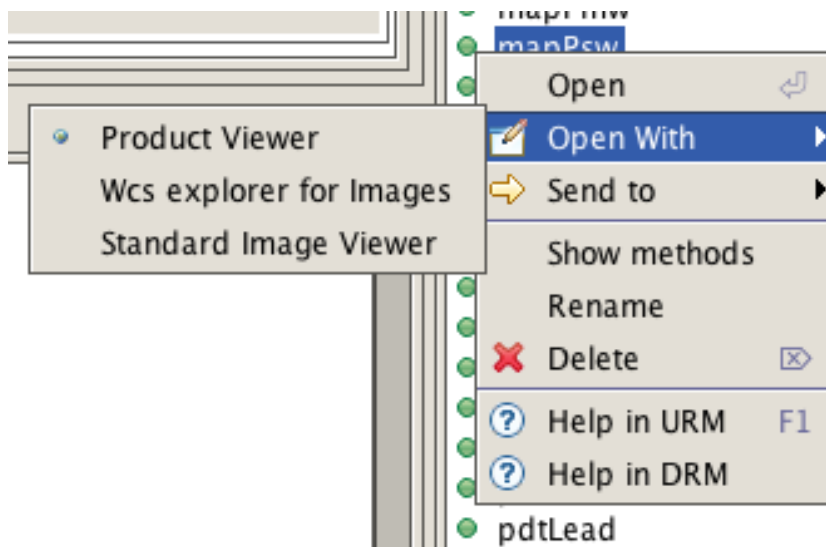 mapPmw
mapPsw
Open
Product Viewer
Open With
Wcs explorer for Images
Send to
Standard Image Viewer
Show methods
Rename
Delete
Help in URM F1
Help in DRM
pdtLead